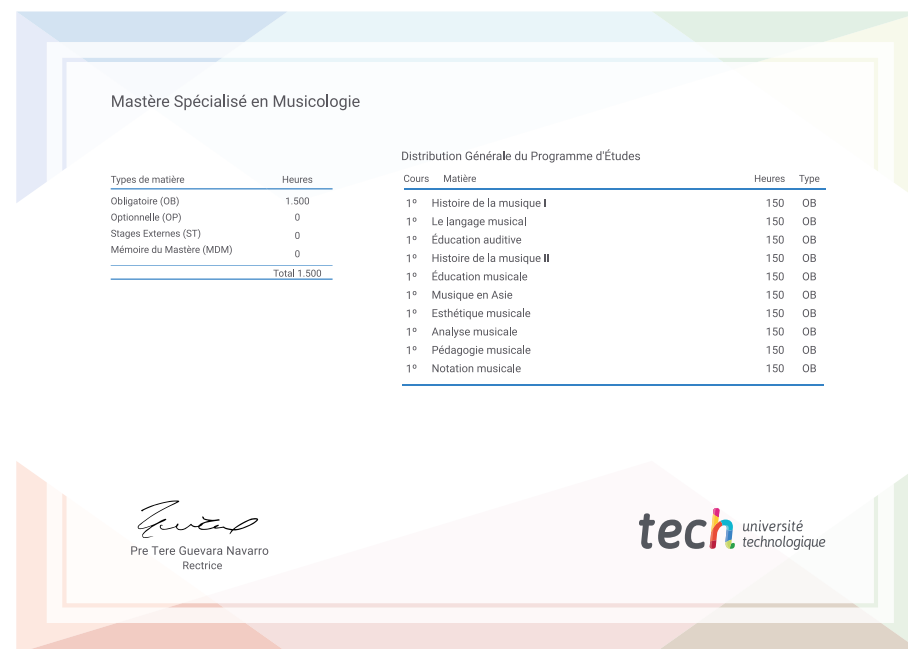 Mastère Spécialisé en Musicologie
Types de matière Heures
Obligatoire (OB) 1.500
Optionnelle (OP) 0
Stages Externes (ST) 0
Mémoire du Mastère (MDM) 0
Total 1.500
Distribution Générale du Programme d'Études
Cours Matière Heures Type
1º Histoire de la musique I 150 OB
1º Le langage musical 150 OB
1º Éducation auditive 150 OB
1º Histoire de la musique II 150 OB
1º Éducation musicale 150 OB
1º Musique en Asie 150 OB
1º Esthétique musicale 150 OB
1º Analyse musicale 150 OB
1º Pédagogie musicale 150 OB
1º Notation musicale 150 OB
Pre Tere Guevara Navarro
Rectrice
tech université
technologique